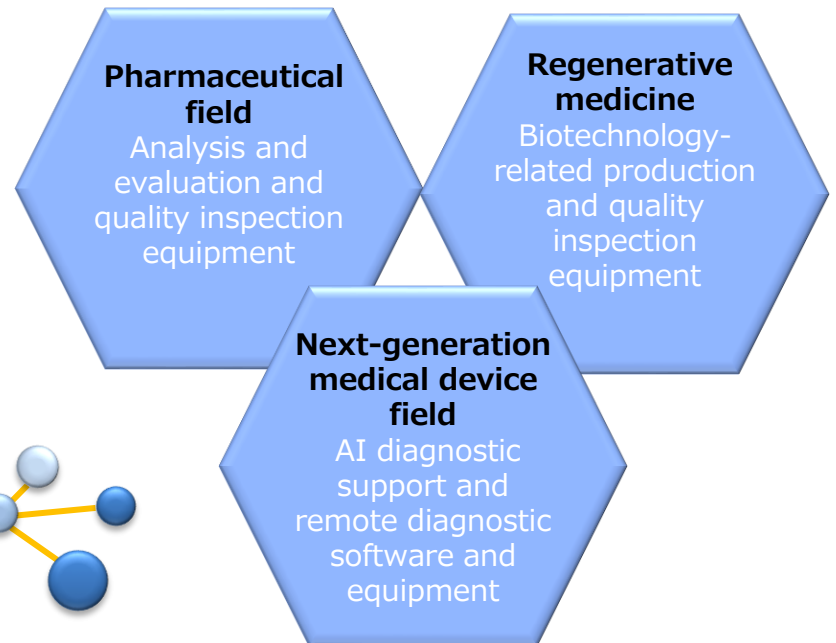 Pharmaceutical
field
Analysis and
evaluation and
quality inspection
equipment
Regenerative
medicine
Biotechnology-
related production
and quality
inspection
equipment
Next-generation
medical device
field
AI diagnostic
support and
remote diagnostic
software and
equipment